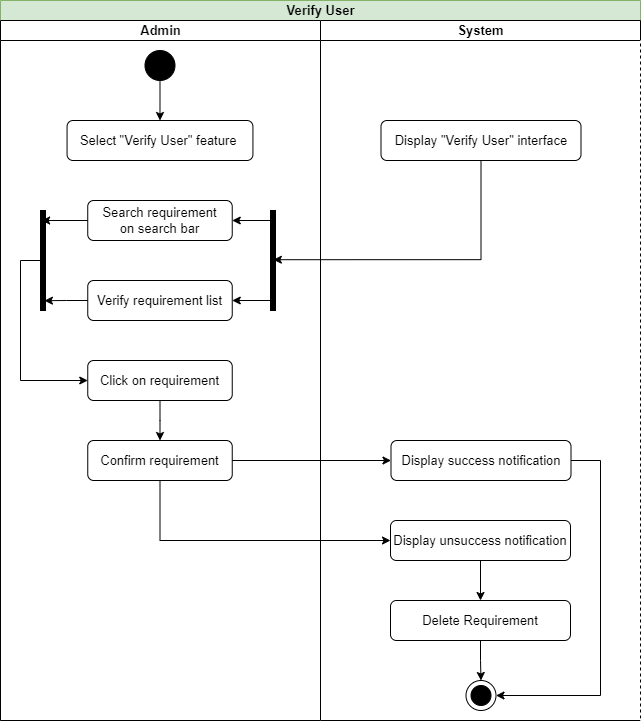 Verify User
Admin
System
Select "Verify User" feature
Display "Verify User" interface
Search requirement
on search bar
Verify requirement list
Click on requirement
Confirm requirement
Display success notification
Display unsuccess notification
Delete Requirement